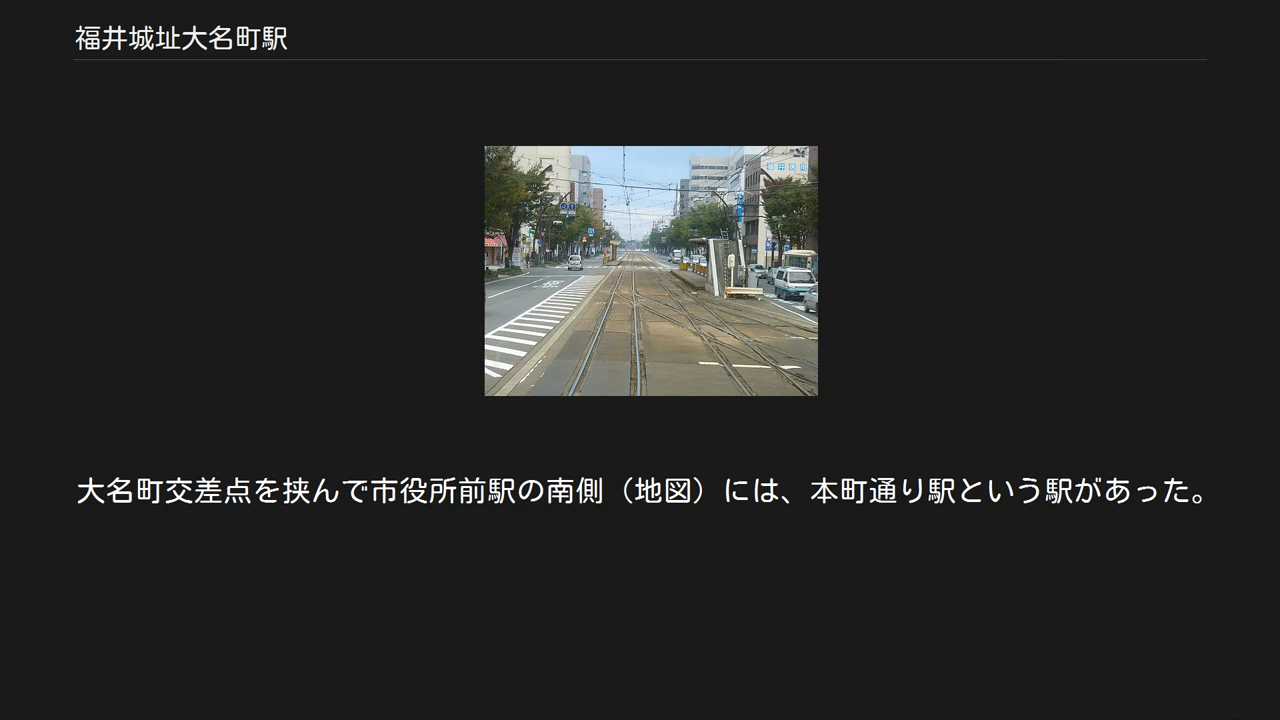 福井城址大名町駅
大名町交差点を挟んで市役所前駅の南側（地図）には、本町通り駅という駅があった。